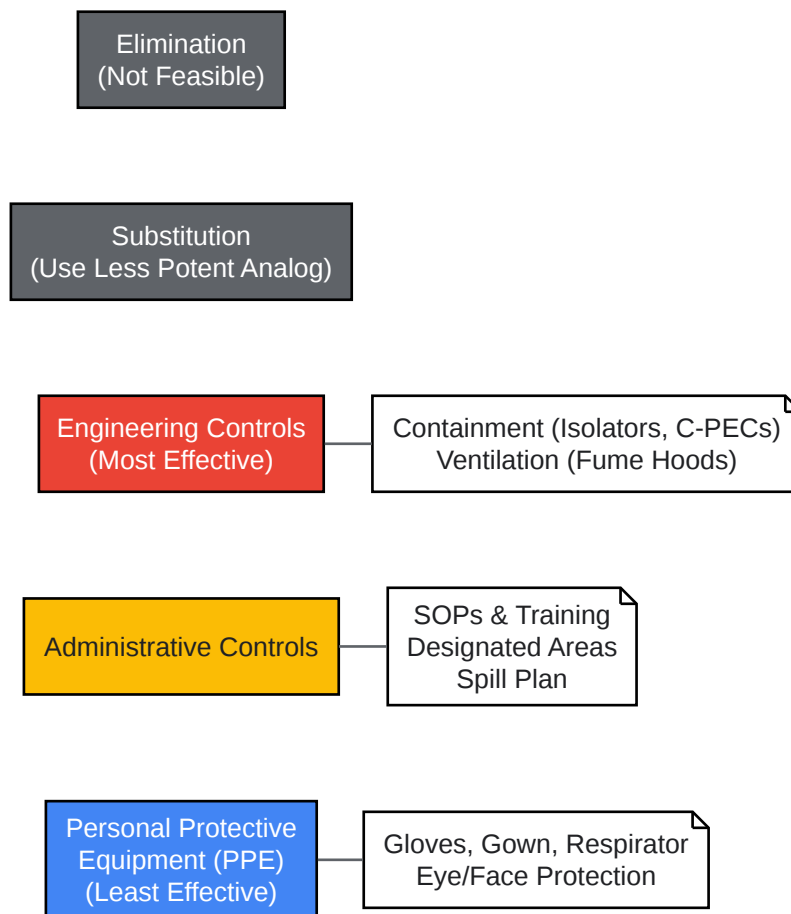 Elimination
(Not Feasible)
Substitution
(Use Less Potent Analog)
Engineering Controls
(Most Effective)
Containment (Isolators, C-PECs)
Ventilation (Fume Hoods)
Administrative Controls
SOPs & Training
Designated Areas
Spill Plan
Personal Protective
Equipment (PPE)
(Least Effective)
Gloves, Gown, Respirator
Eye/Face Protection